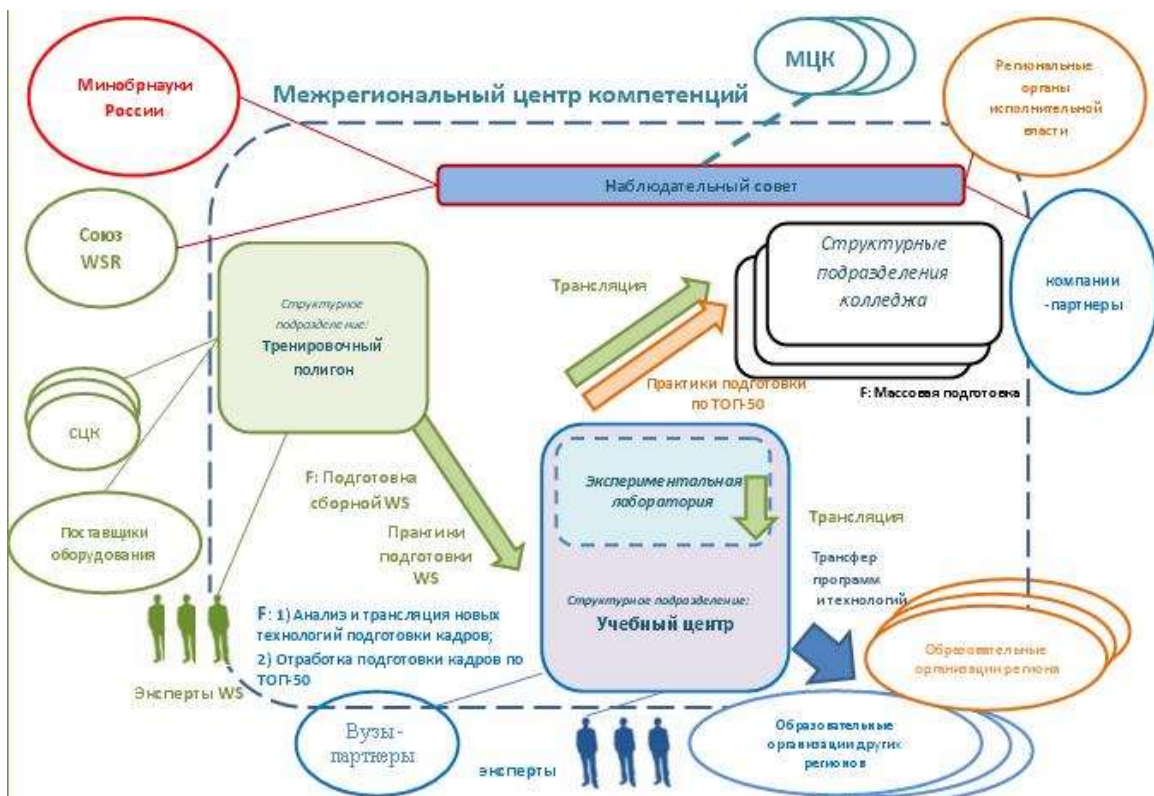 МЦК
Минобрнауки
России
Межрегиональный центр компетенций
Региональные
органы
исполнительной
власти
Наблюдательный совет
Союз
WSR
Структурные
подразделения
колледжа
компании
-партнеры
Трансляция
Структурное
подразделение:
Тренировочный
полигон
Практики подготовки
по ТОП-50
F: Массовая подготовка
СЦК
F: Подготовка
сборной WS
Экспериментальная
лаборатория
Поставщики
оборудования
Практики
подготовки
WS
Трансляция
Трансфер
программ
и технологий
Структурное подразделение:
Учебный центр
F: 1) Анализ и трансляция новых
технологий подготовки кадров;
2) Отработка подготовки кадров по
ТОП-50
Образовательные
организации региона
Эксперты WS
Вузы-
партнеры
эксперты
Образовательные
организации других
регионов